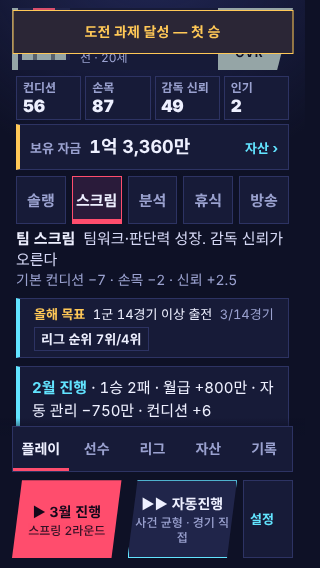 도전 과제 달성 — 첫 승
전 · 20세
OVR
컨디션 손목 감독 신뢰 인기
56 87 49 2
보유 자금 1억 3,360만 자산 ›
솔랭 스크림 분석 휴식 방송
팀 스크림 팀워크·판단력 성장. 감독 신뢰가
오른다
기본 컨디션 −7 · 손목 −2 · 신뢰 +2.5
올해 목표 1군 14경기 이상 출전 3/14경기
리그 순위 7위/4위
2월 진행 · 1승 2패 · 월급 +800만 · 자
동 관리 −750만 · 컨디션 +6
플레이 선수 리그 자산 기록
▶ 3월 진행
스프링 2라운드
▶▶ 자동진행
사건 균형 · 경기 직
접
설정